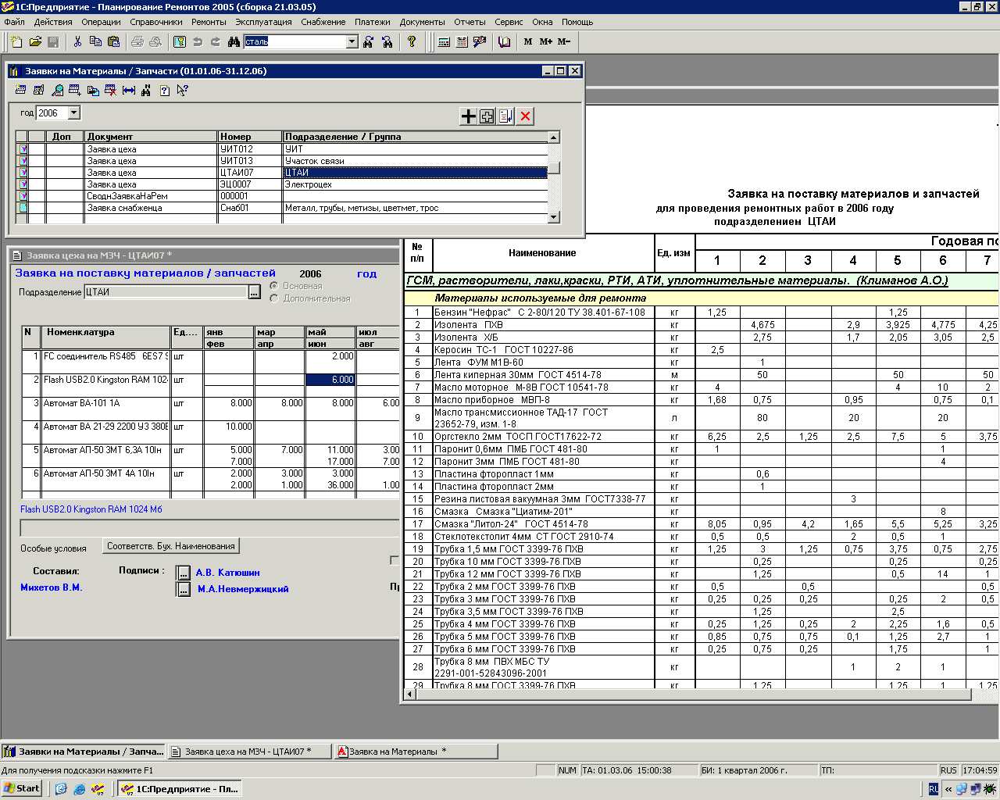 1С:Предприятие - Планирование Ремонтов 2005 (сборка 21.03.05)
Файл Действия Операции Справочники Ремонты Эксплуатация Снабжение Платежи Документы Отчеты Сервис Окна Помощь
сталь M M+ M-
Заявки на Материалы / Запчасти (01.01.06-31.12.06)
год 2006
Доп Документ Номер Подразделение / Группа
Заявка цеха УИТ012 УИТ
Заявка цеха УИТ013 Участок связи
Заявка цеха ЦТАИ07 ЦТАИ
Заявка цеха ЭЦ0007 Электроцех
СводнЗаявкаНаРем 000001
Заявка снабженца Снаб01 Металл, трубы, метизы, цветмет, трос
Заявка цеха на МЗЧ - ЦТАИ07 *
Заявка на поставку материалов / запчастей 2006 год
Подразделение ЦТАИ ...
Основная
Дополнительная
N Номенклатура Ед.... янв мар май июл
фев апр июн авг
1 FC соединитель RS485 6ES7 шт 2.000
2 Flash USB2.0 Kingston RAM 102 шт 6.000
3 Автомат ВА-101 1А шт 8.000 8.000 8.000 6.00
4 Автомат ВА 21-29 2200 УЗ 380В шт 10.000
5 Автомат АП-50 3МТ 6,3А 10Iн шт 5.000 7.000 11.000 3.00
7.000 17.000 7.00
6 Автомат АП-50 3МТ 4А 10Iн шт 2.000 3.000 3.000
2.000 1.000 36.000 1.00
Flash USB2.0 Kingston RAM 1024 Мб
Особые условия Соответств. Бух. Наименования
Составил: Подписи : ... А.В. Катюшин
Михетов В.М. ... М.А.Невмержицкий
Пр
Заявка на поставку материалов и запчастей
для проведения ремонтных работ в 2006 году
подразделением ЦТАИ
№ п/п Наименование Ед. изм Годовая по
1 2 3 4 5 6 7
ГСМ, растворители, лаки,краски, РТИ, АТИ, уплотнительные материалы. (Климанов А.О.)
Материалы используемые для ремонта
1 Бензин "Нефрас" С 2-80/120 ТУ 38.401-67-108 кг 1,25 1,25
2 Изолента ПХВ кг 4,675 2,9 3,925 4,775 4,25
3 Изолента Х/Б кг 2,75 1,7 2,05 3,05 2,5
4 Керосин ТС-1 ГОСТ 10227-86 кг 2,5
5 Лента ФУМ М1В-60 кг 1
6 Лента киперная 30мм ГОСТ 4514-78 м 50 50 50
7 Масло моторное М-8В ГОСТ 10541-78 кг 4 4 10 2
8 Масло приборное МВП-8 кг 1,68 0,75 0,95 0,75 0,1
9 Масло трансмиссионное ТАД-17 ГОСТ 23652-79, изм. 1-8 л 80 20 20
10 Оргстекло 2мм ТОСП ГОСТ17622-72 кг 6,25 2,5 1,25 2,5 7,5 5 3,75
11 Паронит 0,6мм ПМБ ГОСТ 481-80 кг 1 1
12 Паронит 3мм ПМБ ГОСТ 481-80 кг 4
13 Пластина фторопласт 1мм кг 0,6
14 Пластина фторопласт 2мм кг 1
15 Резина листовая вакуумная 3мм ГОСТ7338-77 кг 3
16 Смазка Смазка "Циатим-201" кг 8
17 Смазка "Литол-24" ГОСТ 4514-78 кг 8,05 0,95 4,2 1,65 5,5 5,25 3,25
18 Стеклотекстолит 4мм СТ ГОСТ 2910-74 кг 0,5 0,5 2 0,5 1
19 Трубка 1,5 мм ГОСТ 3399-76 ПХВ кг 1,25 3 1,25 0,75 3,75 0,75 2,75
20 Трубка 10 мм ГОСТ 3399-76 ПХВ кг 0,25 0,25 0,25
21 Трубка 12 мм ГОСТ 3399-76 ПХВ кг 1,25 0,5 14 1
22 Трубка 2 мм ГОСТ 3399-76 ПХВ кг 0,5 0,5 0,5
23 Трубка 3 мм ГОСТ 3399-76 ПХВ кг 0,25 0,25 0,25 0,25 2 0,5
24 Трубка 3,5 мм ГОСТ 3399-76 ПХВ кг 1,25 2,5
25 Трубка 4 мм ГОСТ 3399-76 ПХВ кг 0,25 1,25 0,25 2 2,25 1,6 0,5
26 Трубка 5 мм ГОСТ 3399-76 ПХВ кг 0,85 0,75 0,75 0,1 1,25 2,7 1
27 Трубка 6 мм ГОСТ 3399-76 ПХВ кг 0,25 0,75 0,25 1,75 1
28 Трубка 8 мм ПВХ МБС ТУ 2291-001-52843096-2001 кг 1 2 1
29 Трубка 8 мм ГОСТ 3399-76 ПХВ кг 1,25 1,25 1 1,25
Заявки на Материалы / Запча... Заявка цеха на МЗЧ - ЦТАИ07 * Заявка на Материалы *
Для получения подсказки нажмите F1 NUM ТА: 01.03.06 15:00:38 БИ: 1 квартал 2006 г. ТП: RUS 17:04:59
Start 1С:Предприятие - Пл... RU «